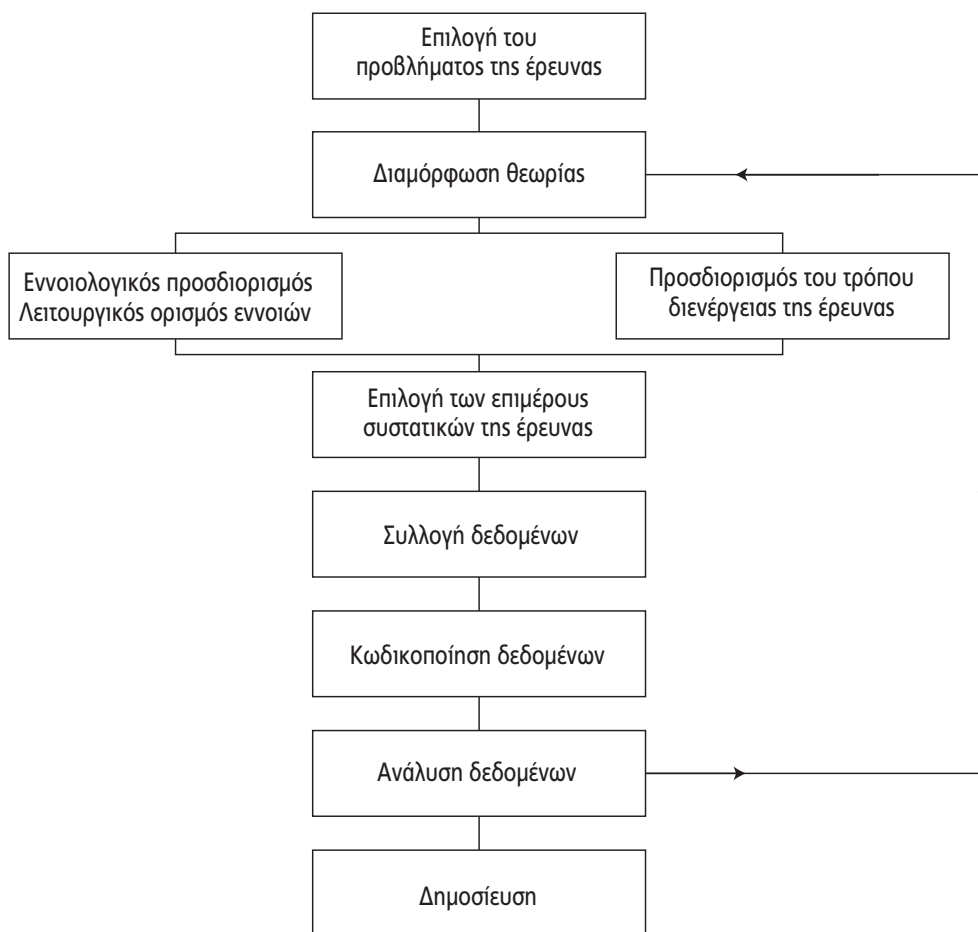 Επιλογή του
προβλήματος της έρευνας
Διαμόρφωση θεωρίας
Εννοιολογικός προσδιορισμός
Λειτουργικός ορισμός εννοιών
Προσδιορισμός του τρόπου
διενέργειας της έρευνας
Επιλογή των επιμέρους
συστατικών της έρευνας
Συλλογή δεδομένων
Κωδικοποίηση δεδομένων
Ανάλυση δεδομένων
Δημοσίευση